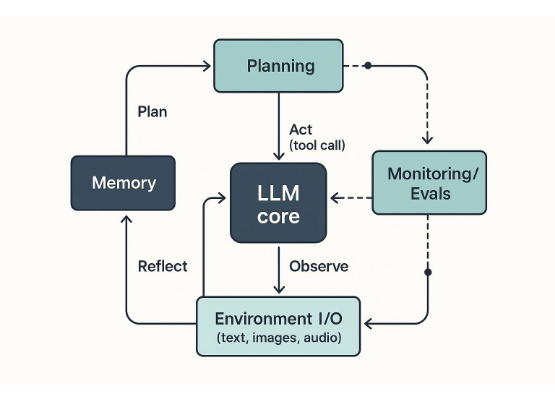 Planning
Plan
Act
(tool call)
Memory
LLM
core
Monitoring/
Evals
Reflect
Observe
Environment I/O
(text, images, audio)